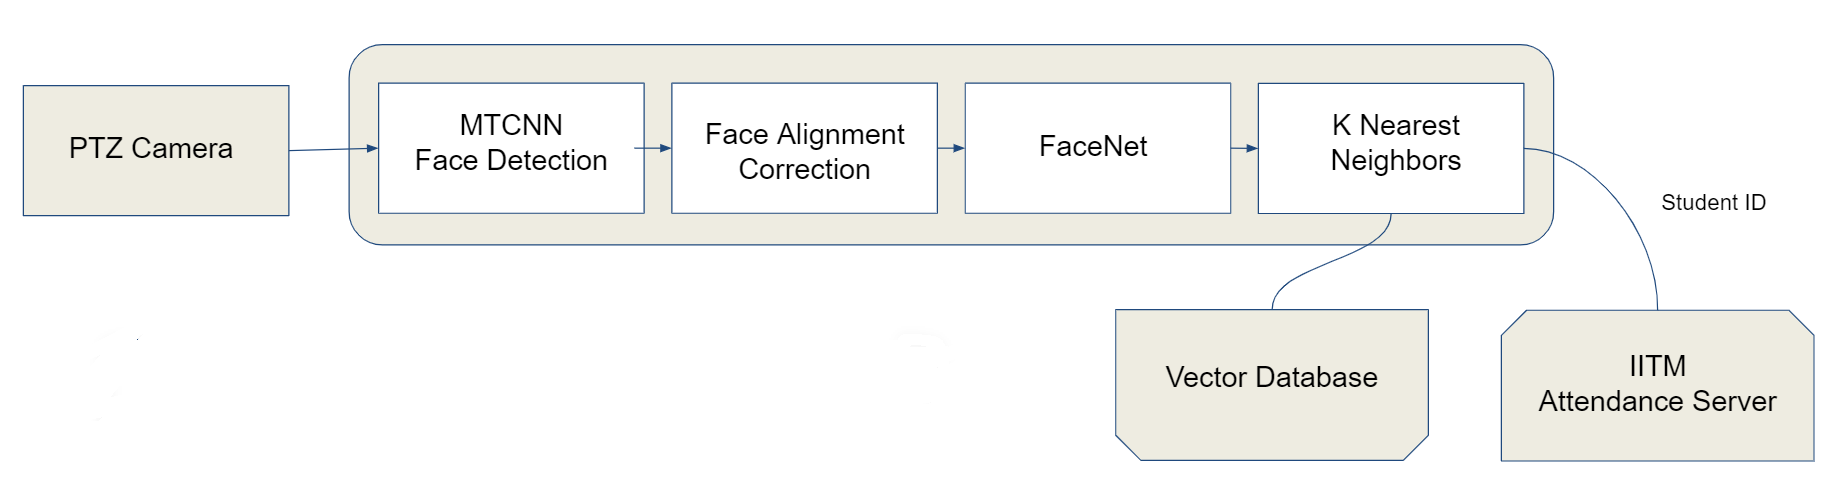 PTZ Camera
MTCNN
Face Detection
Face Alignment
Correction
FaceNet
K Nearest
Neighbors
Student ID
Vector Database
IITM
Attendance Server